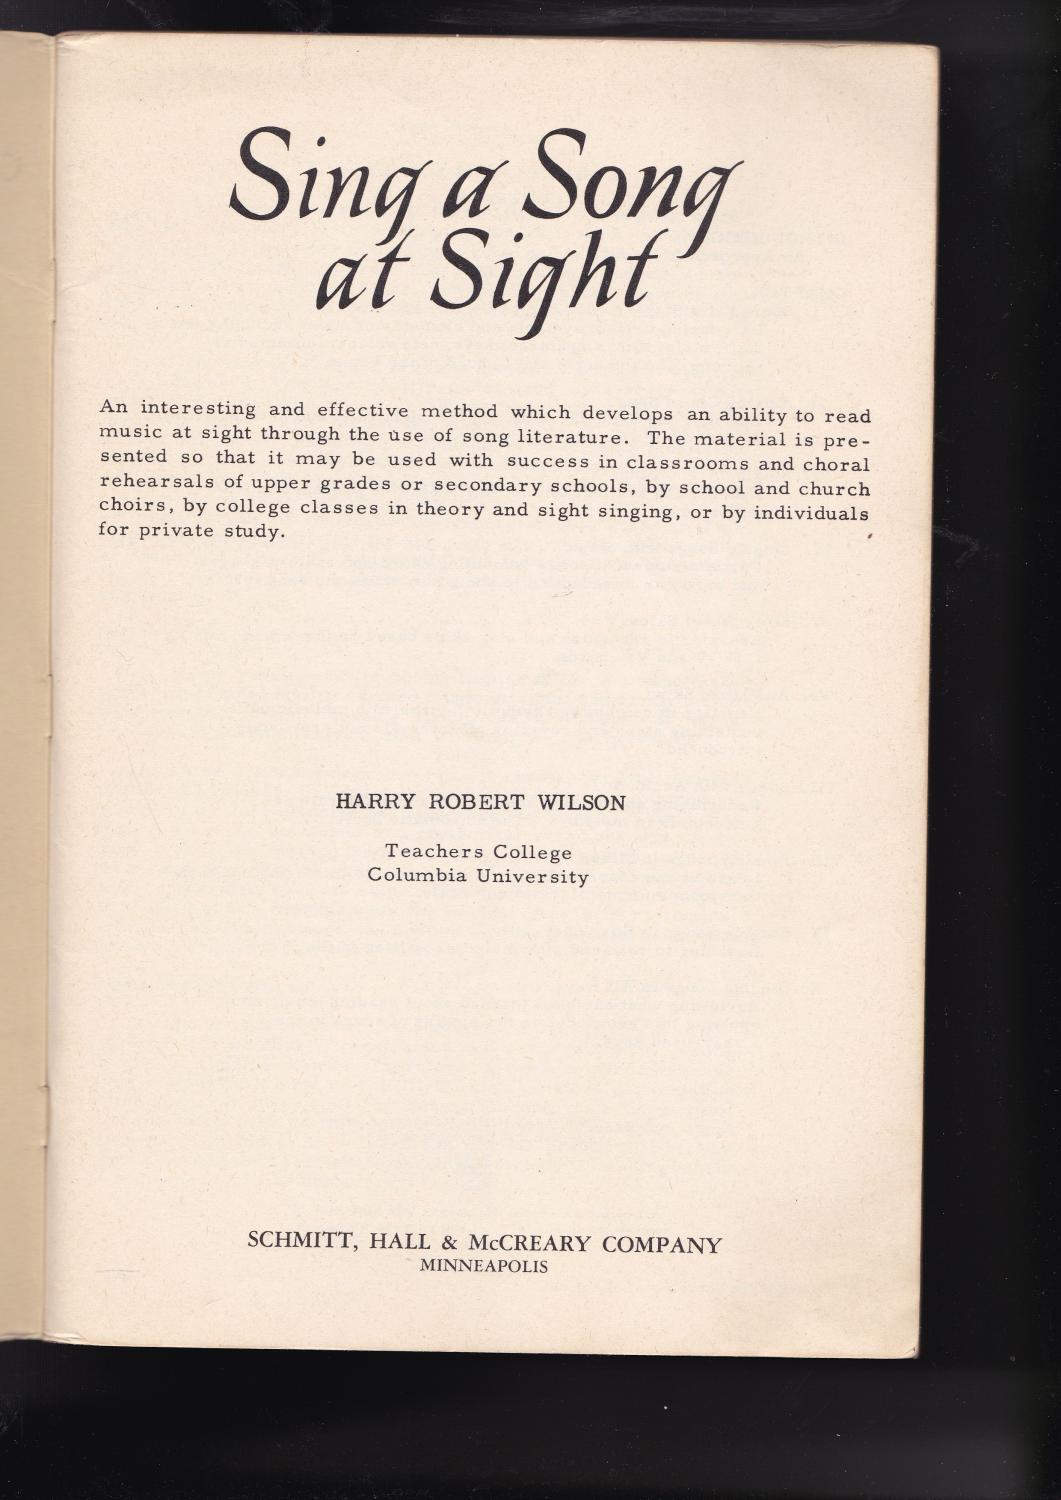 Sing a Song
at Sight
An interesting and effective method which develops an ability to read
music at sight through the use of song literature. The material is pre-
sented so that it may be used with success in classrooms and choral
rehearsals of upper grades or secondary schools, by school and church
choirs, by college classes in theory and sight singing, or by individuals
for private study.
HARRY ROBERT WILSON
Teachers College
Columbia University
SCHMITT, HALL & McCREARY COMPANY
MINNEAPOLIS